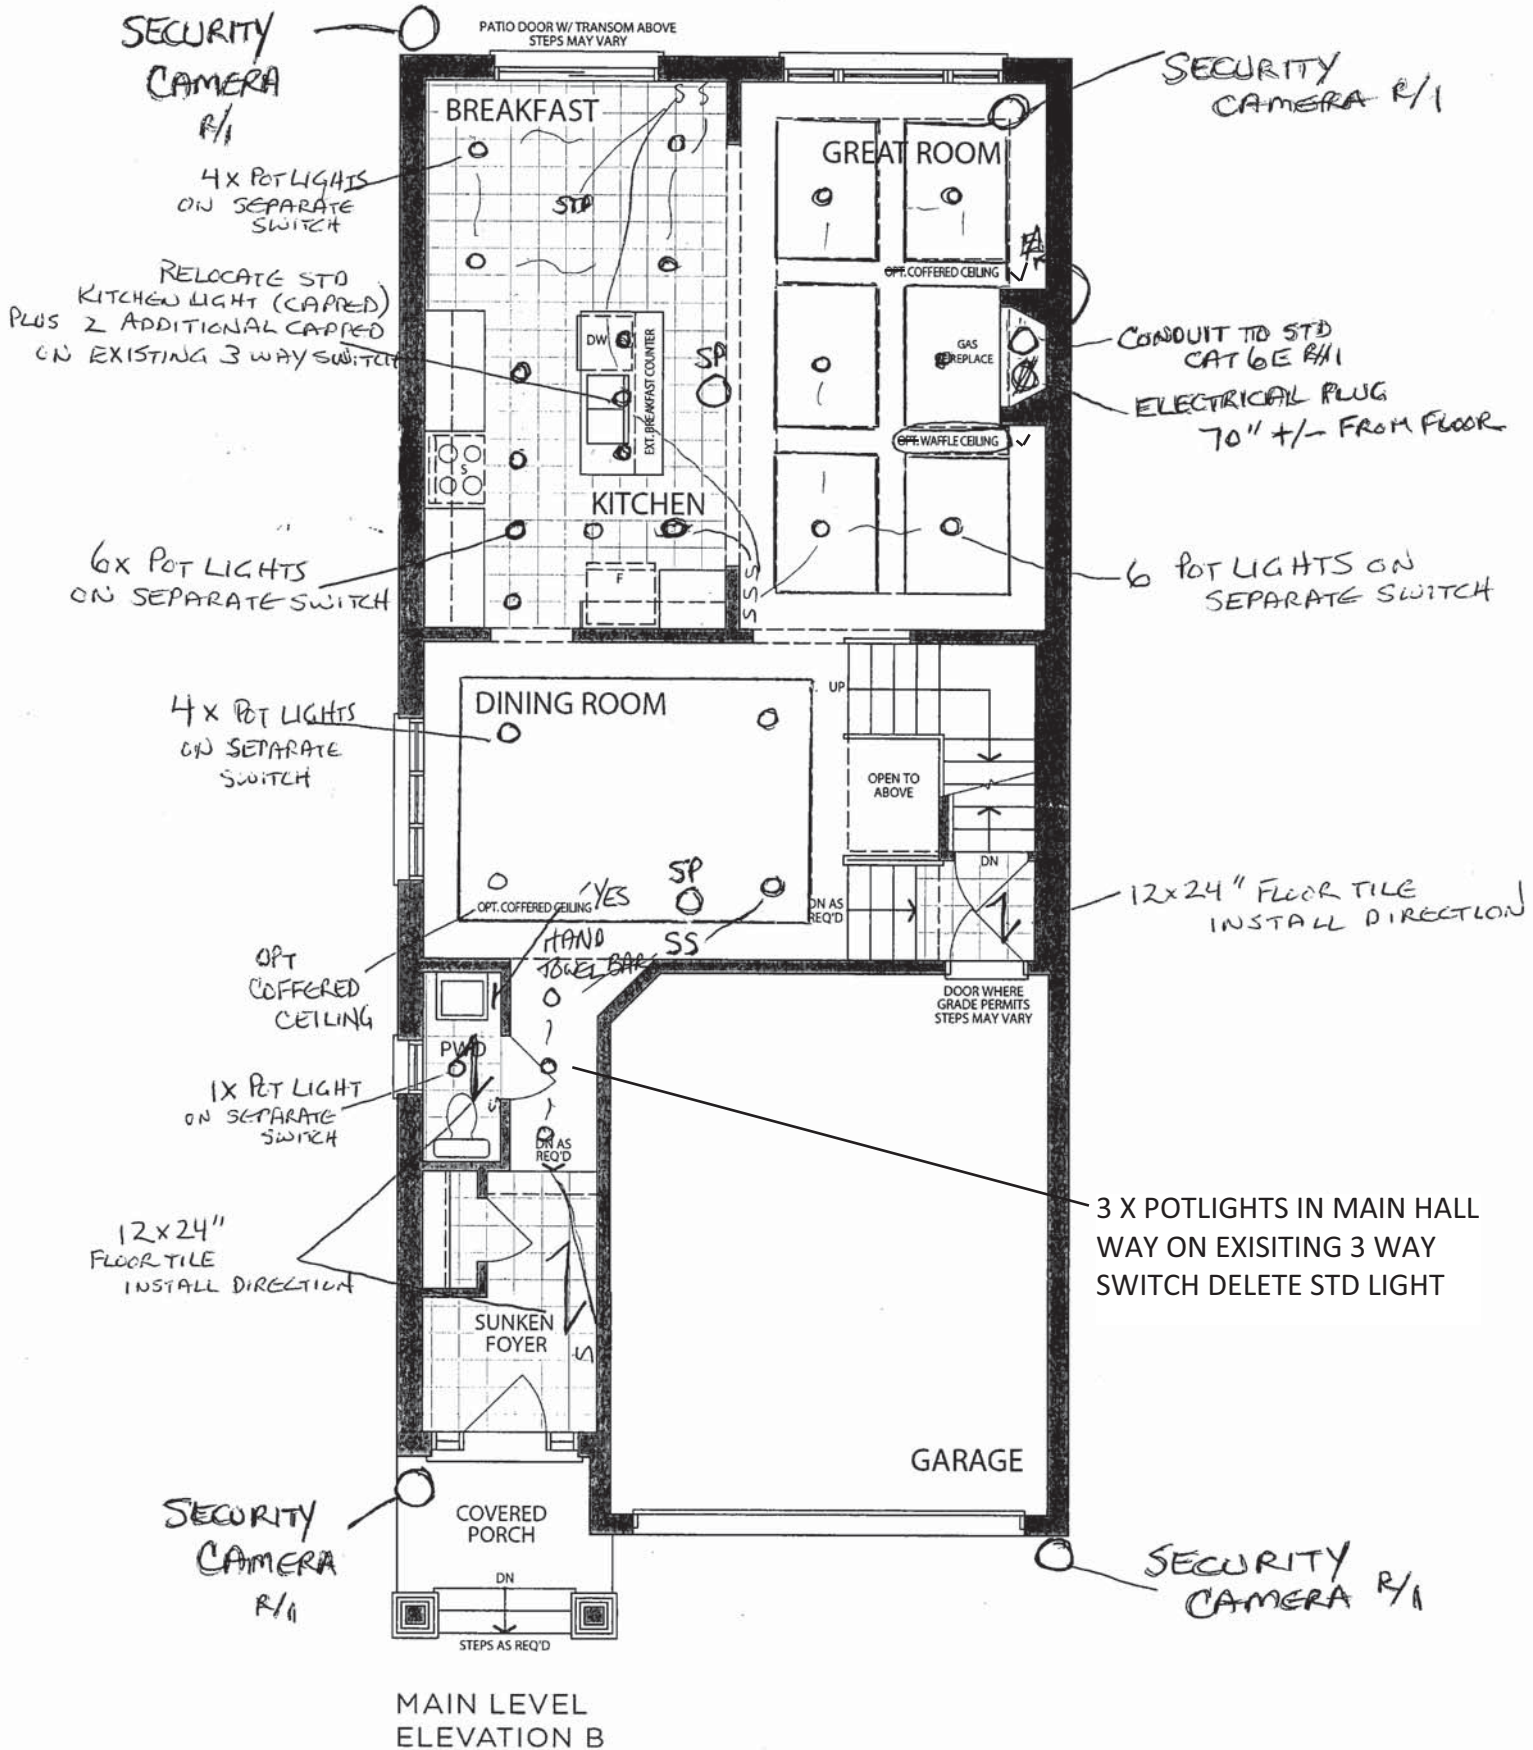 SECURITY
CAMERA
R/I
PATIO DOOR W/ TRANSOM ABOVE
STEPS MAY VARY
SECURITY
CAMERA R/I
BREAKFAST
S S
GREAT ROOM
4 X POT LIGHTS
ON SEPARATE
SWITCH
STD
OPT. COFFERED CEILING ✓
RELOCATE STD
KITCHEN LIGHT (CAPPED)
PLUS 2 ADDITIONAL CAPPED
ON EXISTING 3 WAY SWITCH
DW
EXT. BREAKFAST COUNTER
SP
GAS
FIREPLACE
CONDUIT TO STD
CAT 6E R/I
ELECTRICAL PLUG
70" +/- FROM FLOOR
OPT. WAFFLE CEILING ✓
S
KITCHEN
6X POT LIGHTS
ON SEPARATE SWITCH
F
S
S
S
6 POT LIGHTS ON
SEPARATE SWITCH
4 X POT LIGHTS
ON SEPARATE
SWITCH
DINING ROOM
UP
OPEN TO
ABOVE
DN
SP
YES
OPT. COFFERED CEILING
DN AS
REQ'D
12x24" FLOOR TILE
INSTALL DIRECTION
SS
HAND
TOWEL BAR
OPT
COFFERED
CEILING
DOOR WHERE
GRADE PERMITS
STEPS MAY VARY
PWD
1X POT LIGHT
ON SEPARATE
SWITCH
S
DN AS
REQ'D
12x24"
FLOOR TILE
INSTALL DIRECTION
3 X POTLIGHTS IN MAIN HALL
WAY ON EXISITING 3 WAY
SWITCH DELETE STD LIGHT
SUNKEN
FOYER
S
GARAGE
SECURITY
CAMERA
R/I
COVERED
PORCH
SECURITY
CAMERA R/I
DN
STEPS AS REQ'D
MAIN LEVEL
ELEVATION B